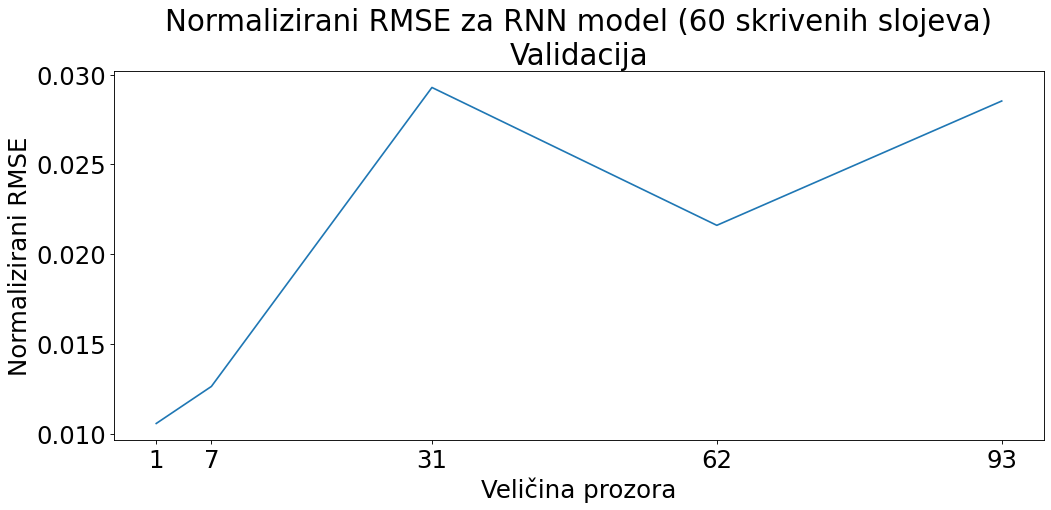 Normalizirani RMSE za RNN model (60 skrivenih slojeva)
Validacija
Normalizirani RMSE
0.030
0.025
0.020
0.015
0.010
1 7 31 62 93
Veličina prozora